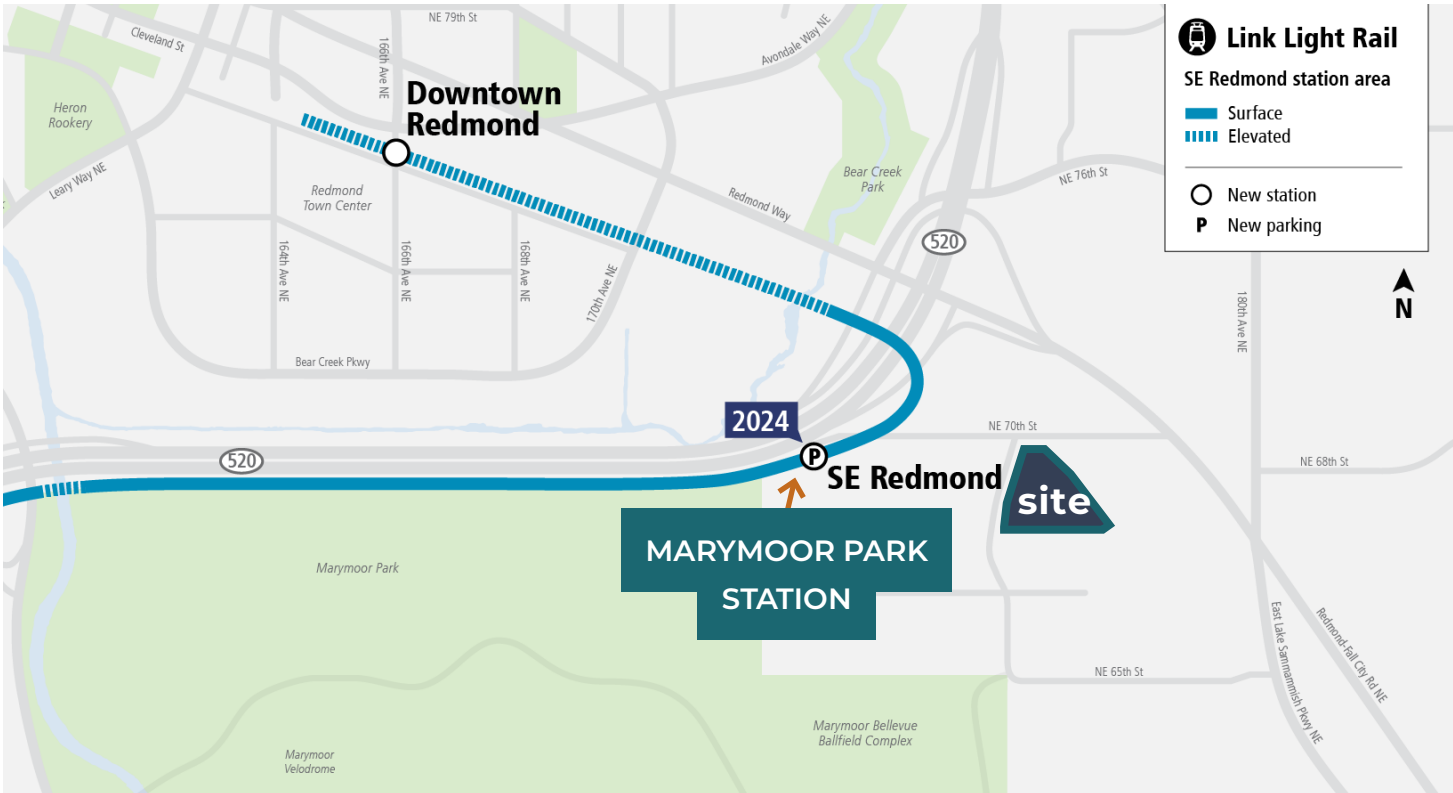 NE 79th St
Cleveland St
166th Ave NE
Avondale Way NE
Link Light Rail
SE Redmond station area
Surface
Elevated
New station
P
New parking
N
Downtown
Redmond
Heron
Rookery
Leary Way NE
Redmond
Town Center
Bear Creek
Park
NE 76th St
Redmond Way
520
164th Ave NE
166th Ave NE
168th Ave NE
170th Ave NE
180th Ave NE
Bear Creek Pkwy
2024
NE 70th St
520
P
SE Redmond
NE 68th St
site
MARYMOOR PARK
STATION
Marymoor Park
NE 65th St
East Lake Sammammish Pkwy NE
Redmond-Fall City Rd NE
Marymoor Bellevue
Ballfield Complex
Marymoor
Velodrome